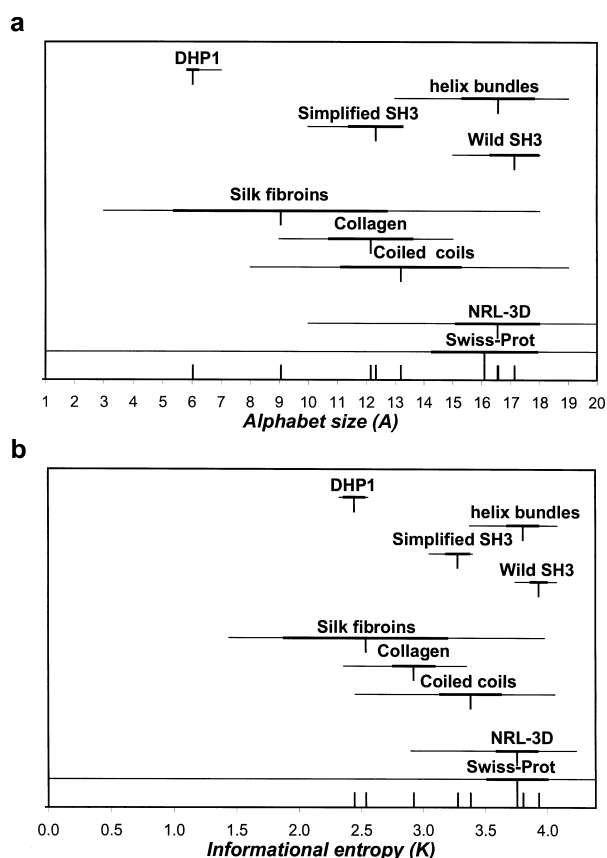 a
DHP1
helix bundles
Simplified SH3
Wild SH3
Silk fibroins
Collagen
Coiled coils
NRL-3D
Swiss-Prot
1 2 3 4 5 6 7 8 9 10 11 12 13 14 15 16 17 18 19 20
Alphabet size (A)
b
DHP1
helix bundles
Simplified SH3
Wild SH3
Silk fibroins
Collagen
Coiled coils
NRL-3D
Swiss-Prot
0.0 0.5 1.0 1.5 2.0 2.5 3.0 3.5 4.0
Informational entropy (K)